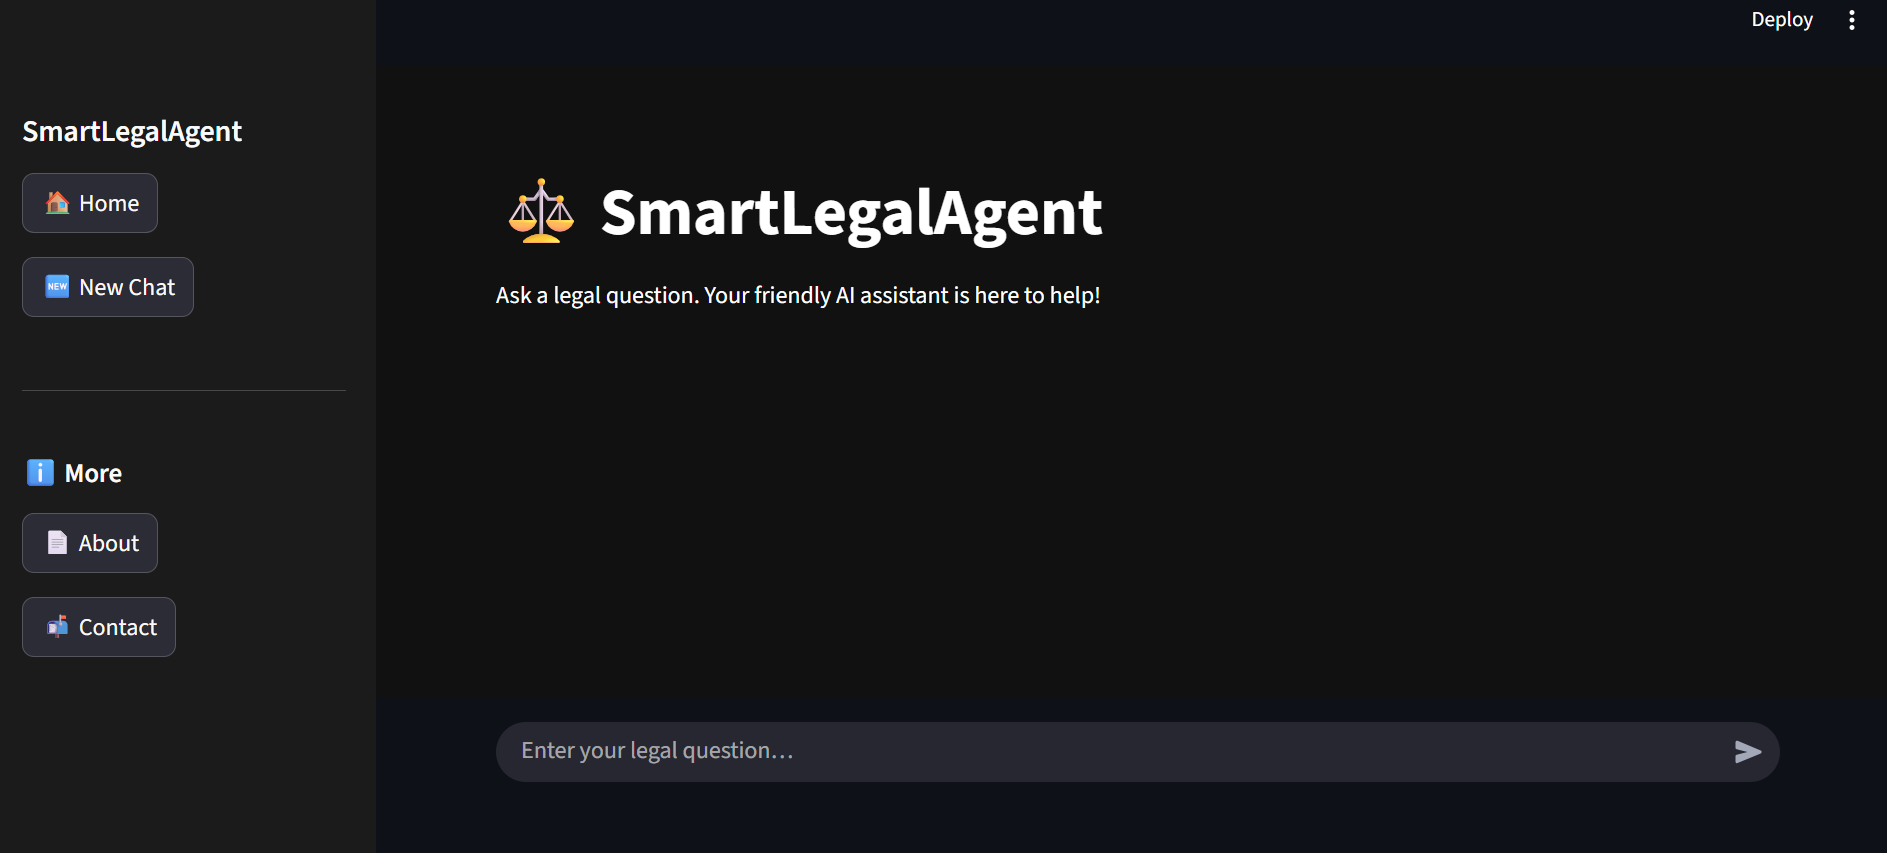 Deploy
SmartLegalAgent
Home
New Chat
More
About
Contact
SmartLegalAgent
Ask a legal question. Your friendly AI assistant is here to help!
Enter your legal question...